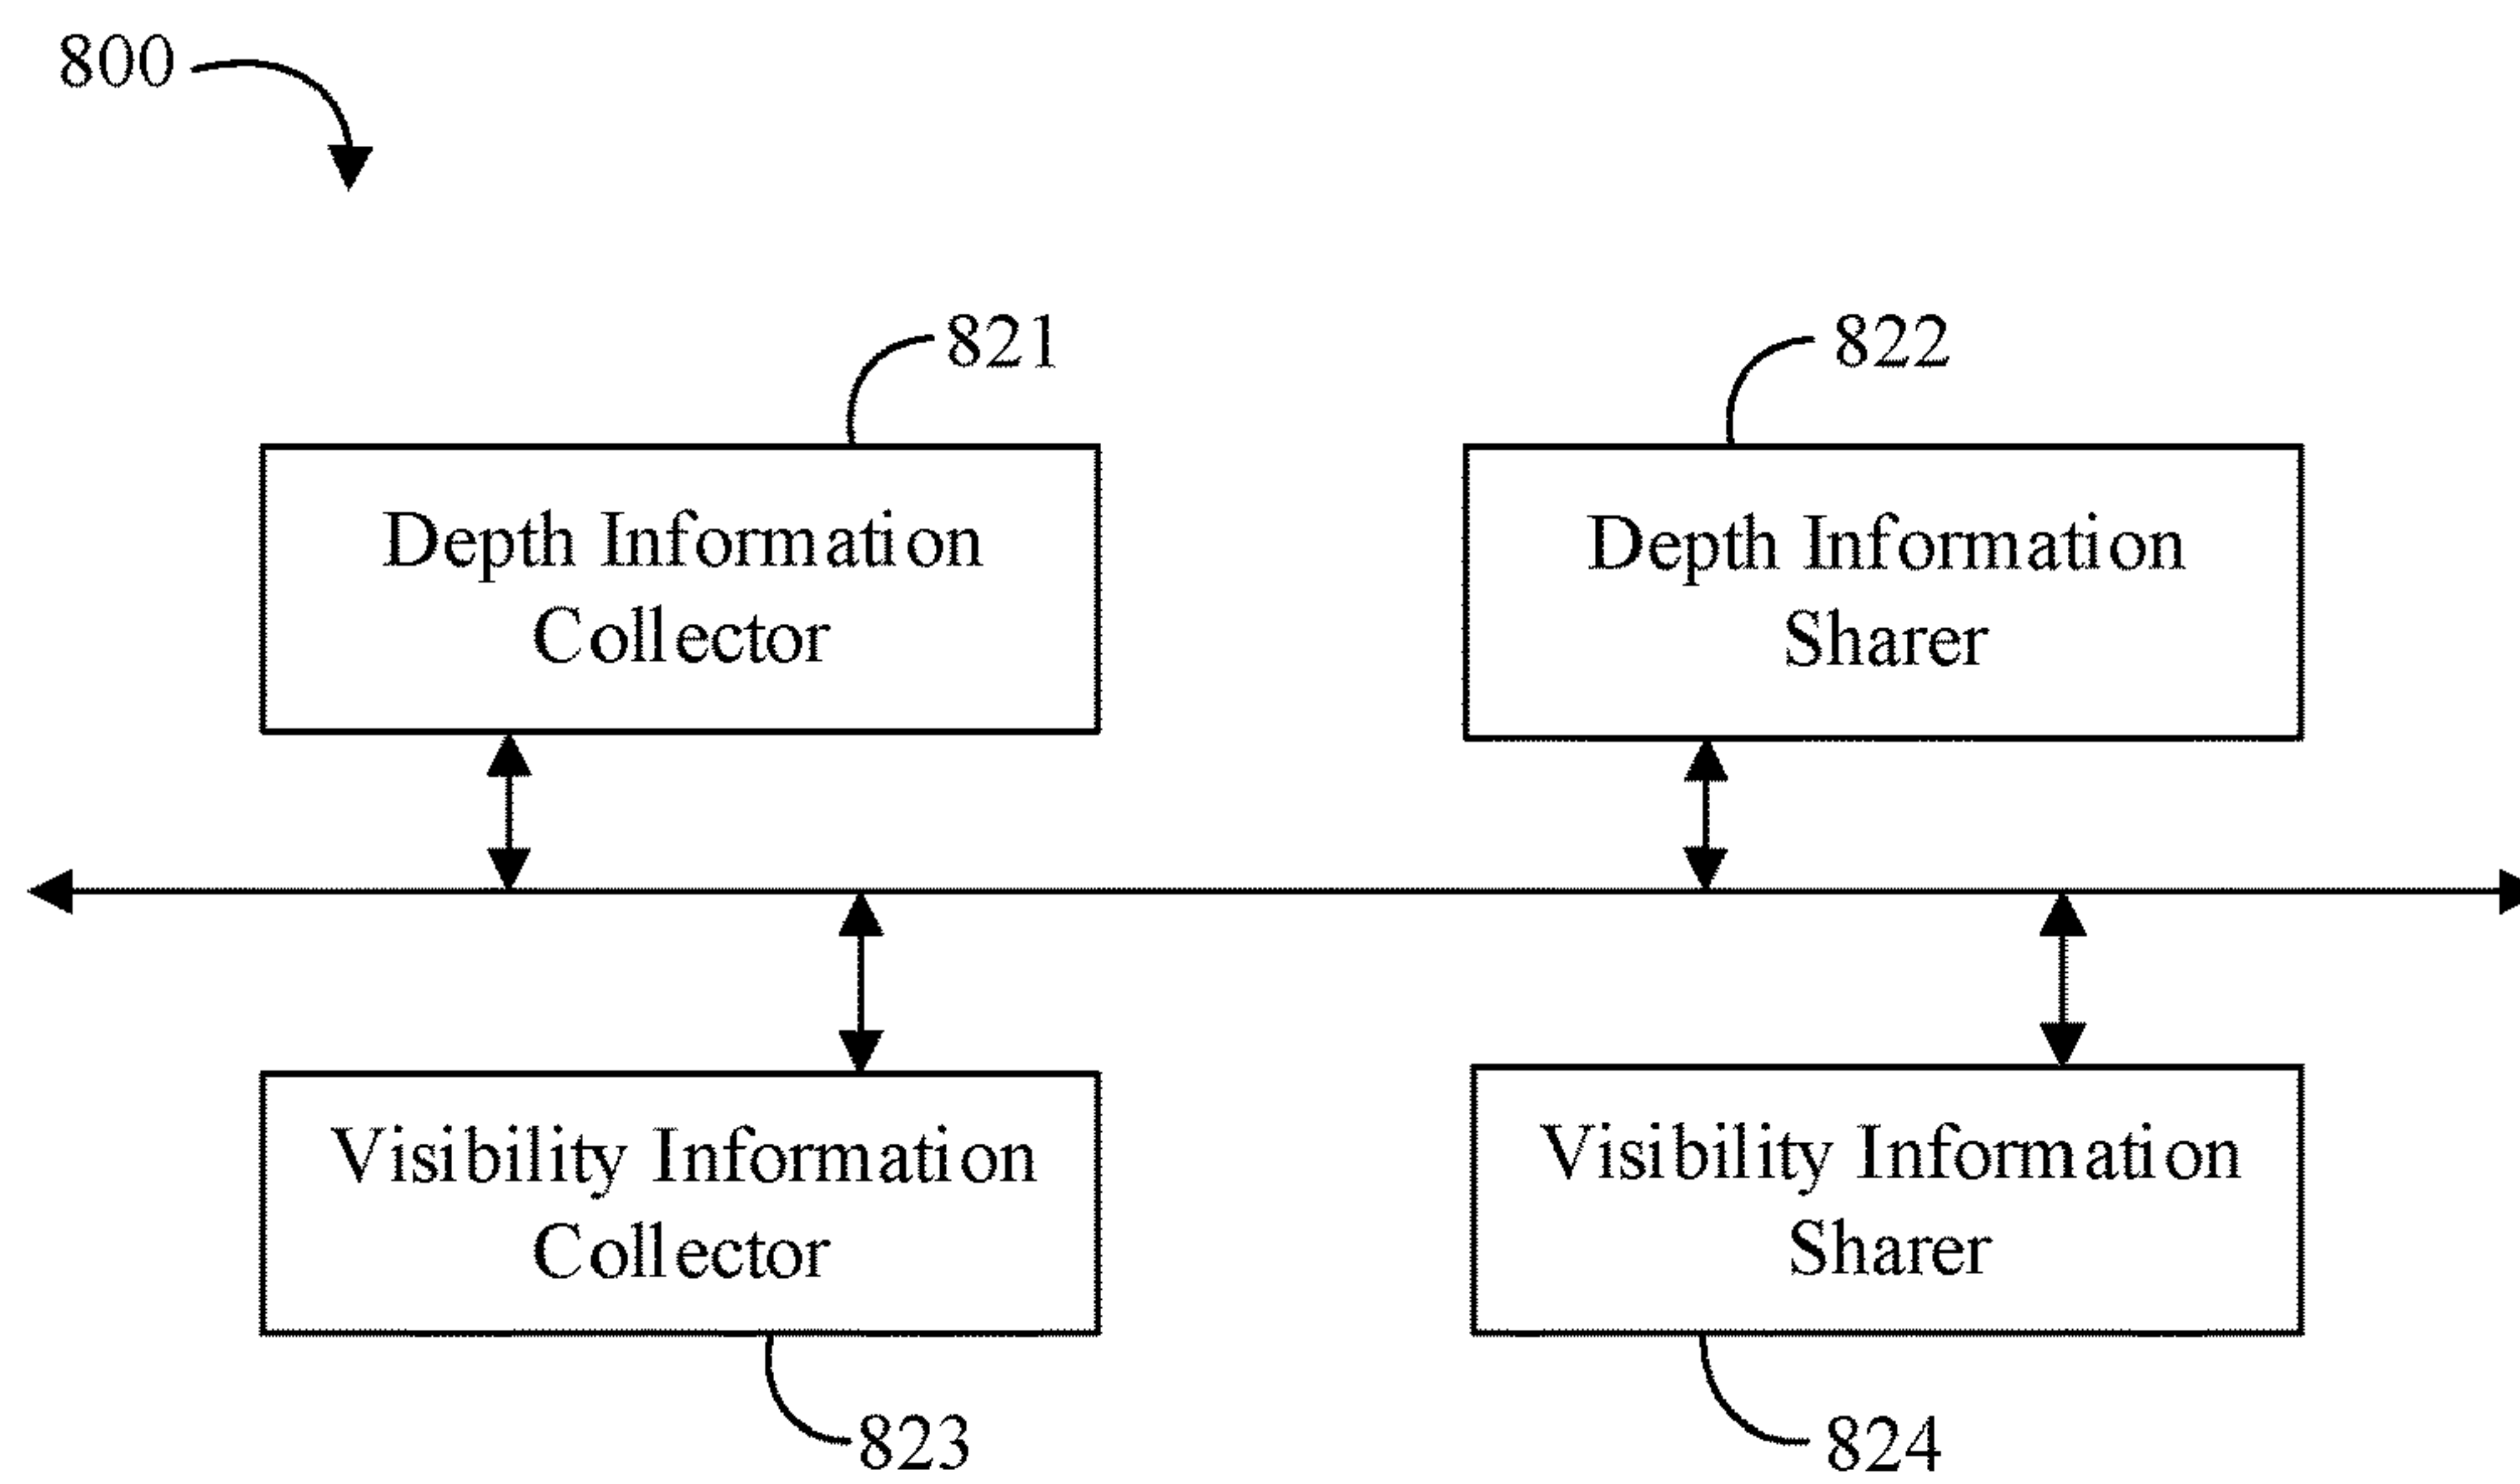 800
821
822
Depth Information
Collector
Depth Information
Sharer
Visibility Information
Collector
Visibility Information
Sharer
823
824